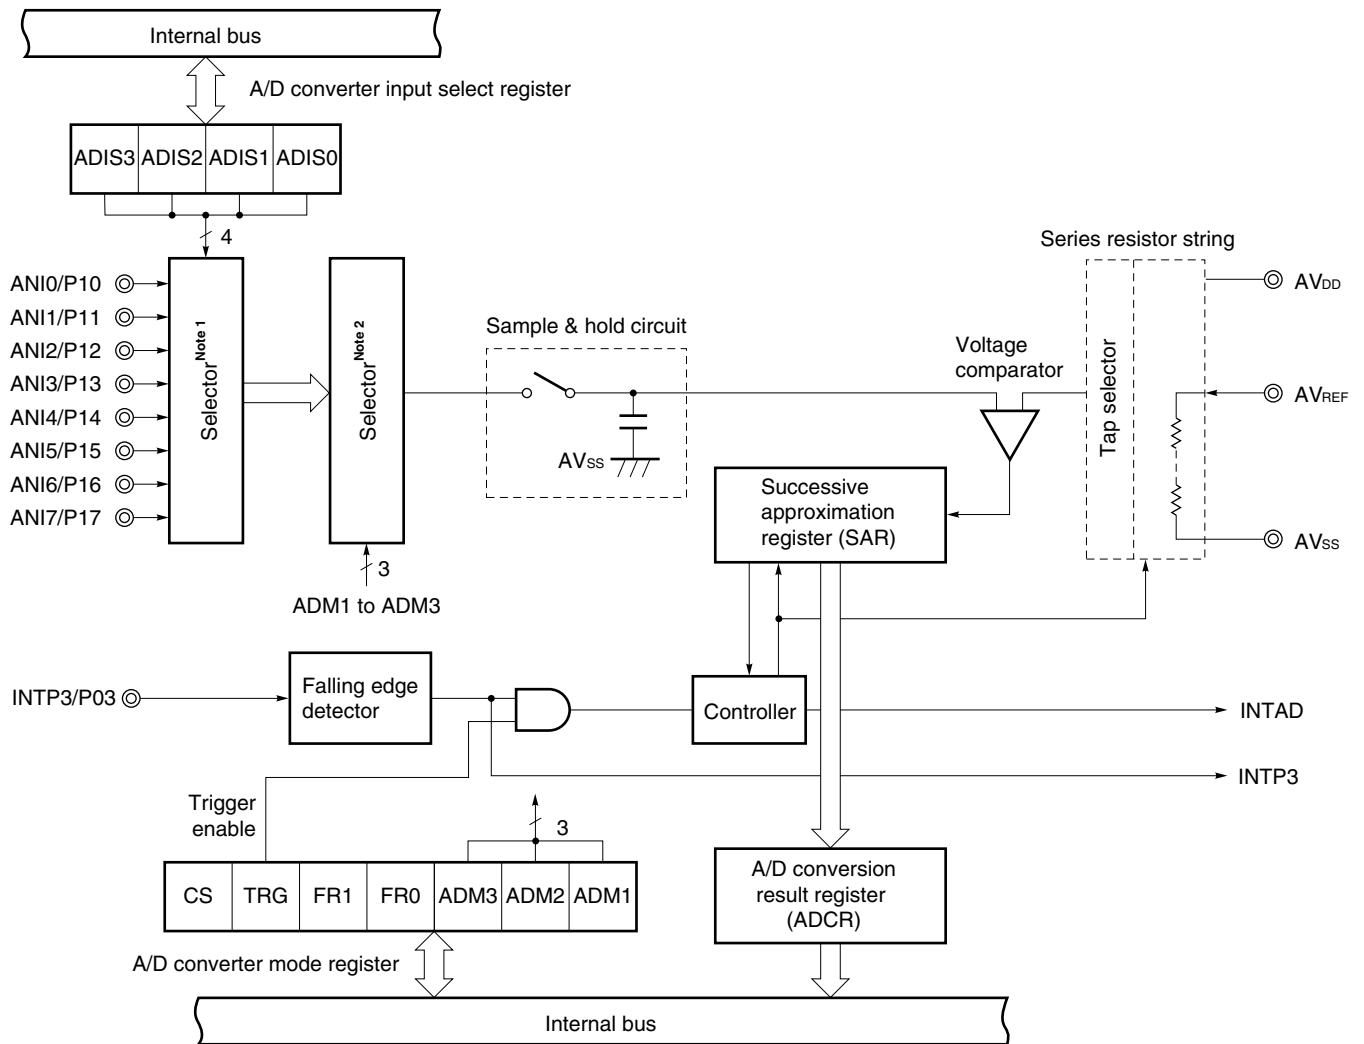 Internal bus
A/D converter input select register
ADIS3 ADIS2 ADIS1 ADIS0
4
Series resistor string
ANI0/P10
ANI1/P11
ANI2/P12
ANI3/P13
ANI4/P14
ANI5/P15
ANI6/P16
ANI7/P17
Selector Note 1
Selector Note 2
Sample & hold circuit
AVSS
Voltage
comparator
Tap selector
AVDD
AVREF
AVSS
Successive
approximation
register (SAR)
3
ADM1 to ADM3
INTP3/P03
Falling edge
detector
Controller
INTAD
INTP3
Trigger
enable
3
CS TRG FR1 FR0 ADM3 ADM2 ADM1
A/D conversion
result register
(ADCR)
A/D converter mode register
Internal bus